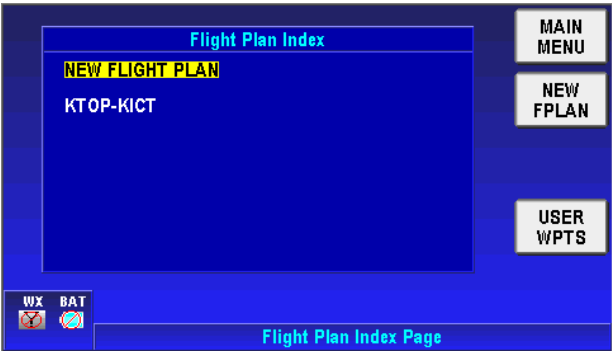 Flight Plan Index
NEW FLIGHT PLAN
KTOP-KICT
MAIN
MENU
NEW
FPLAN
USER
WPTS
WX BAT
Flight Plan Index Page